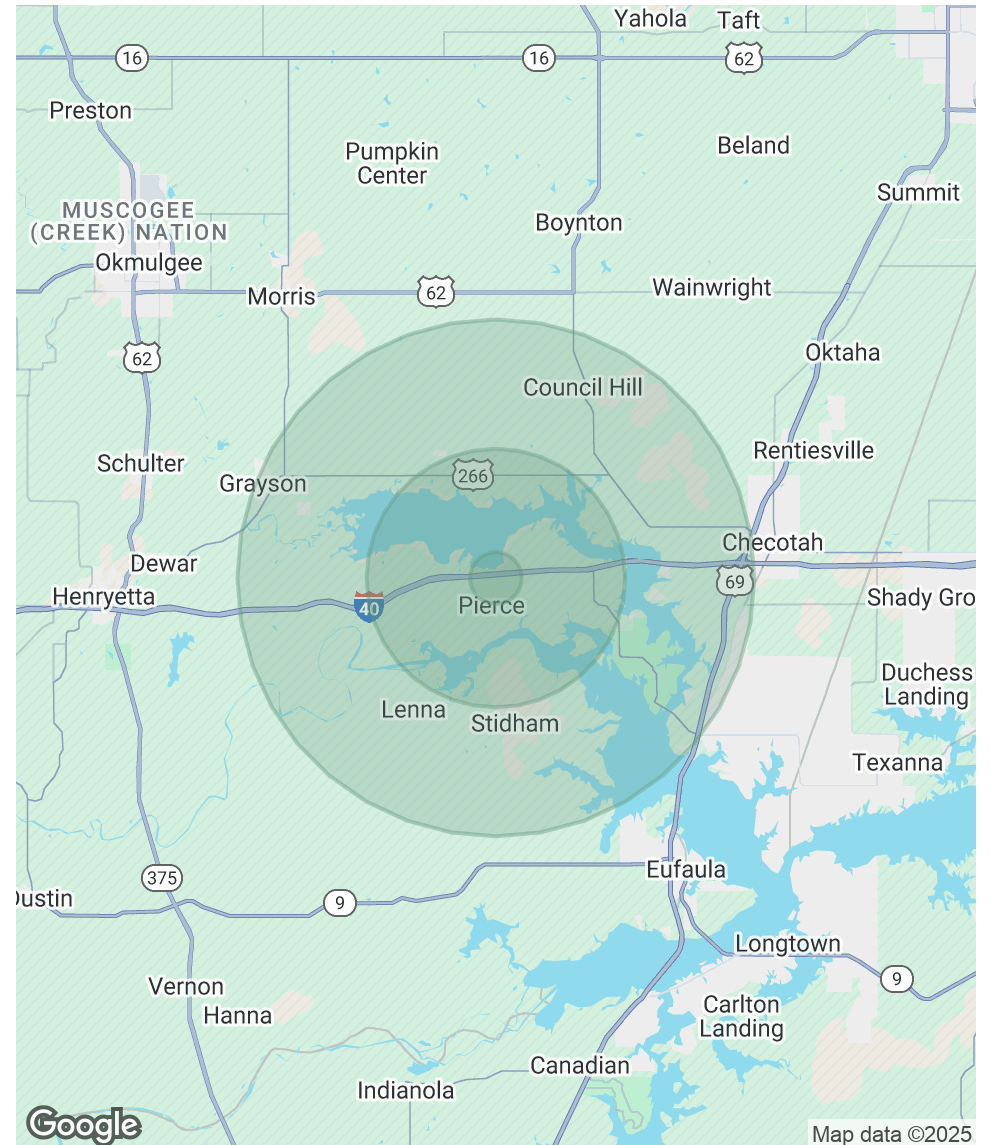 Yahola
Taft
16
16
62
Preston
Pumpkin
Center
Beland
Summit
MUSCOGEE
(CREEK) NATION
Boynton
Okmulgee
Morris
62
Wainwright
62
Oktaha
Council Hill
Rentiesville
Schulter
Grayson
266
Checotah
Dewar
69
Henryetta
40
Pierce
Shady Gro
Duchess
Landing
Lenna
Stidham
Texanna
Eufaula
375
Dustin
9
Longtown
9
Vernon
Hanna
Carlton
Landing
Canadian
Indianola
Google
Map data ©2025